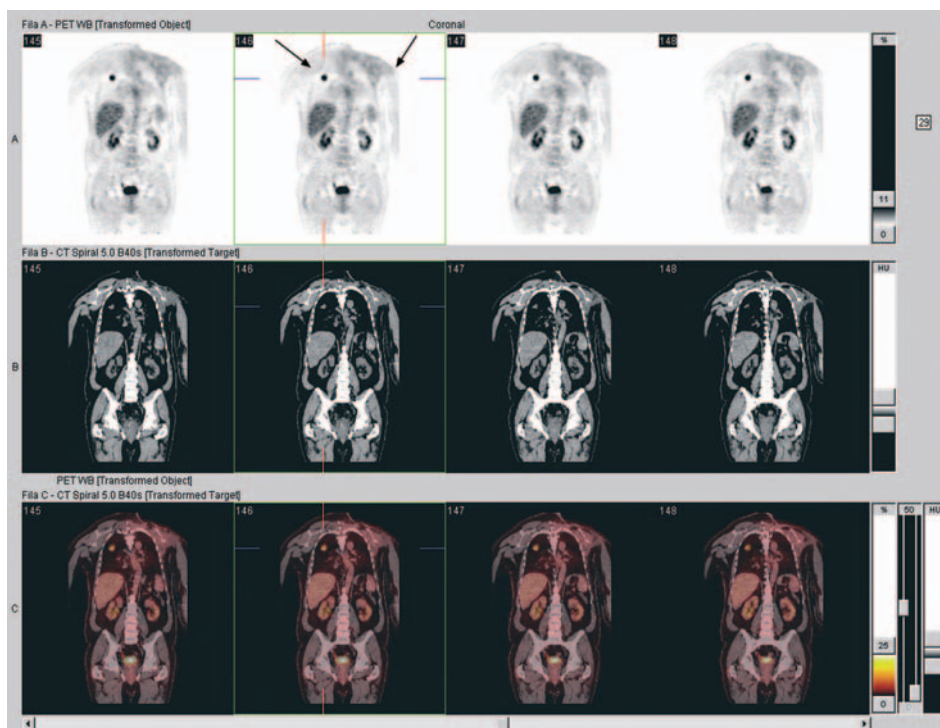 Fila A - PET WB [Transformed Object] Coronal
145 146 147 148 %
29
A
11
0
Fila B - CT Spiral 5.0 B40s [Transformed Target]
145 146 147 148 HU
B
PET WB [Transformed Object]
Fila C - CT Spiral 5.0 B40s [Transformed Target]
145 146 147 148 % 60 HU
C
25
0